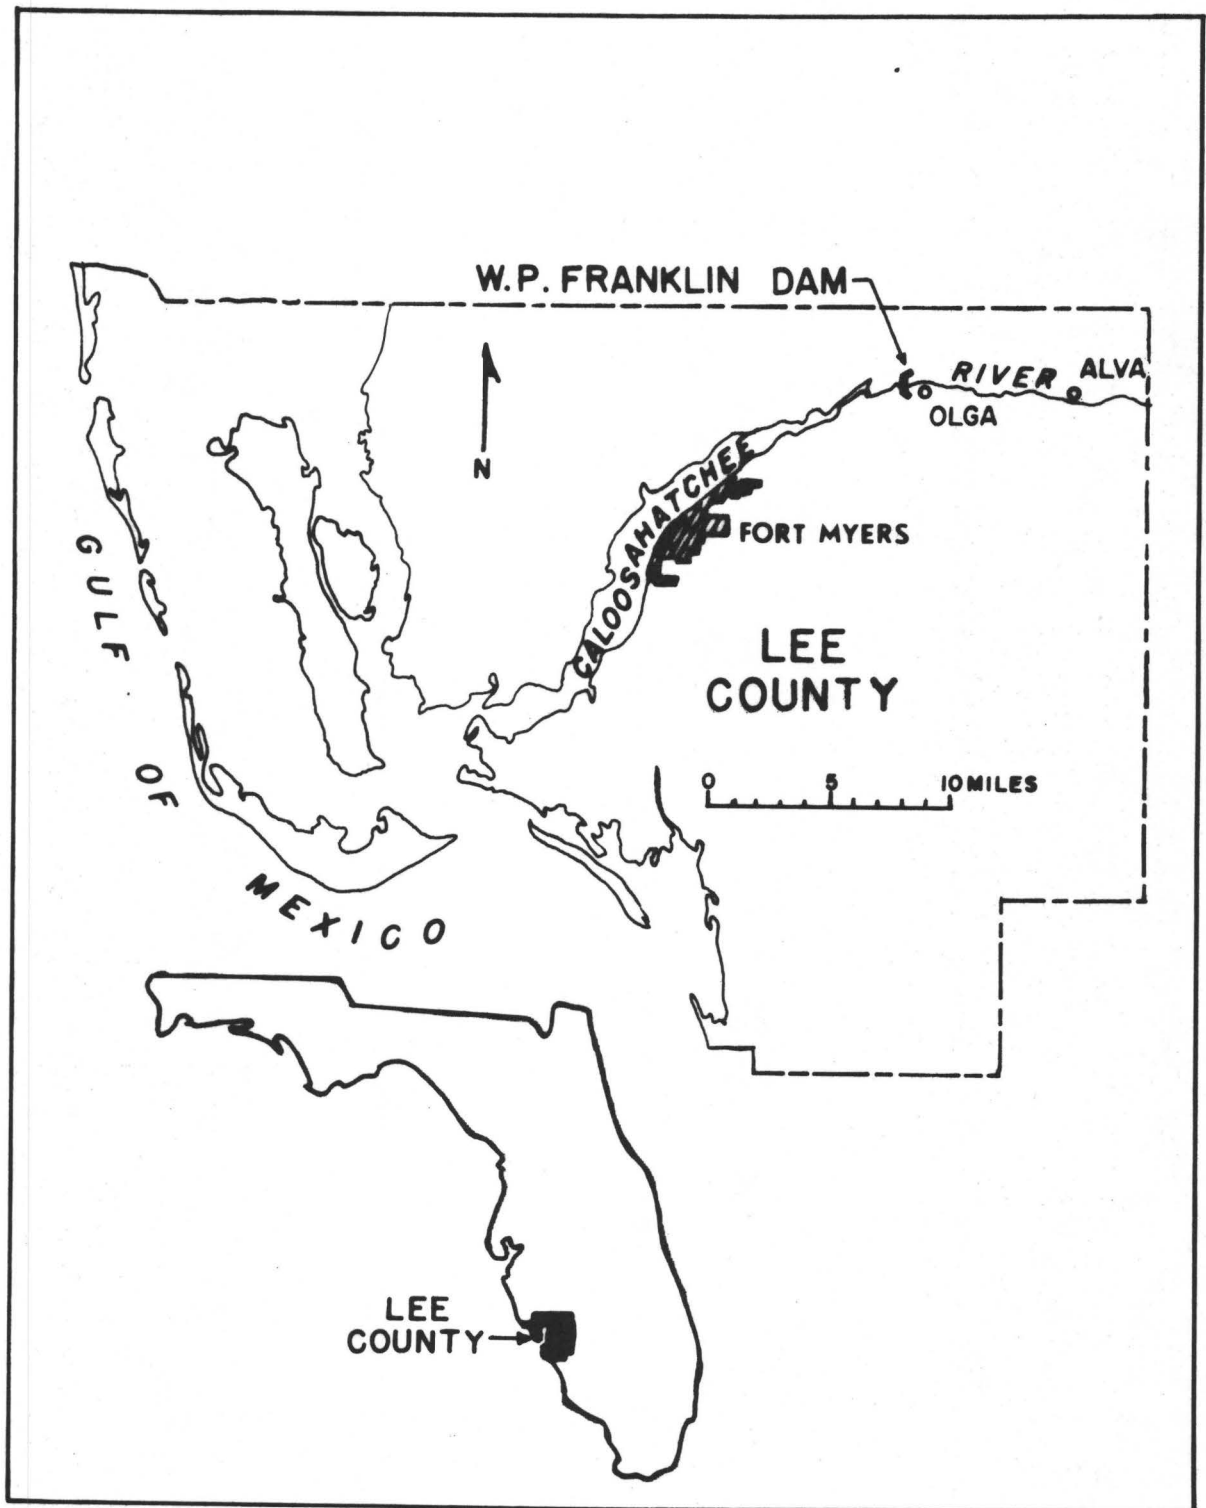 W.P. FRANKLIN DAM
RIVER
ALVA
OLGA
N
CALOOSAHATCHEE
FORT MYERS
GULF
OF
MEXICO
LEE
COUNTY
0 5 10 MILES
LEE
COUNTY